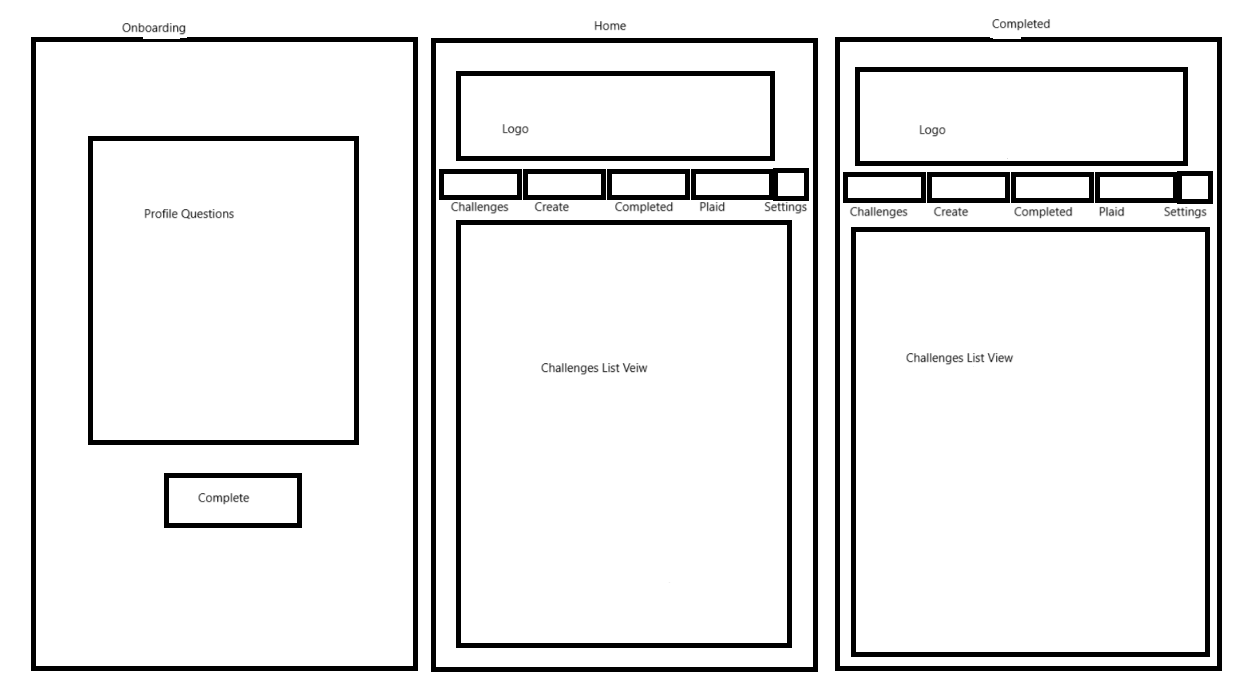 Onboarding
Profile Questions
Complete
Home
Logo
Challenges Create Completed Plaid Settings
Challenges List Veiw
Completed
Logo
Challenges Create Completed Plaid Settings
Challenges List View